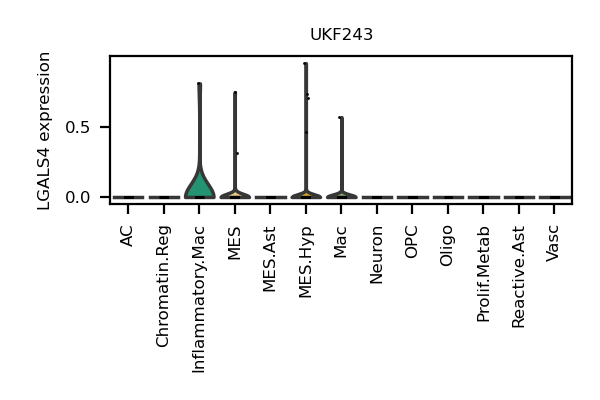 UKF243
LGALS4 expression
0.5
0.0
AC
Chromatin.Reg
Inflammatory.Mac
MES
MES.Ast
MES.Hyp
Mac
Neuron
OPC
Oligo
Prolif.Metab
Reactive.Ast
Vasc